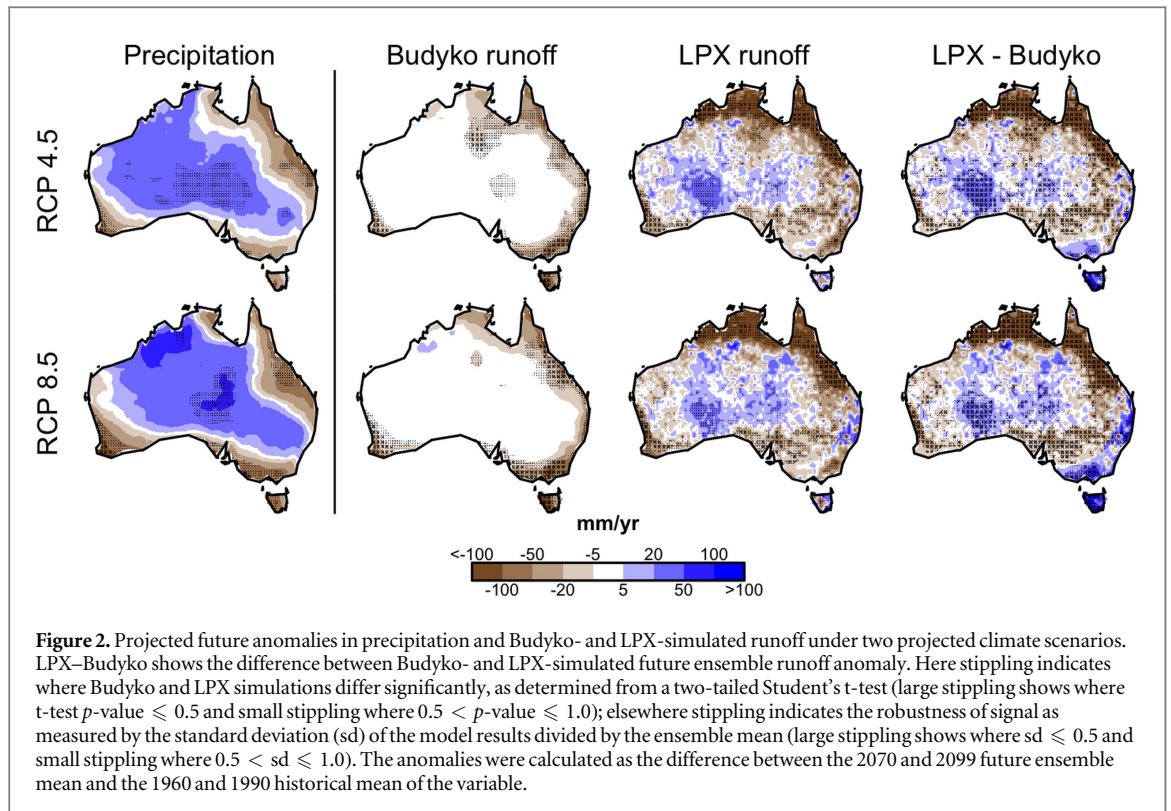 Precipitation
Budyko runoff
LPX runoff
LPX - Budyko
RCP 4.5
RCP 8.5
mm/yr
<-100 -50 -5 20 100
-100 -20 5 50 >100
Figure 2. Projected future anomalies in precipitation and Budyko- and LPX-simulated runoff under two projected climate scenarios.
LPX–Budyko shows the difference between Budyko- and LPX-simulated future ensemble runoff anomaly. Here stippling indicates
where Budyko and LPX simulations differ significantly, as determined from a two-tailed Student's t-test (large stippling shows where
t-test p-value ⩽ 0.5 and small stippling where 0.5 < p-value ⩽ 1.0); elsewhere stippling indicates the robustness of signal as
measured by the standard deviation (sd) of the model results divided by the ensemble mean (large stippling shows where sd ⩽ 0.5 and
small stippling where 0.5 < sd ⩽ 1.0). The anomalies were calculated as the difference between the 2070 and 2099 future ensemble
mean and the 1960 and 1990 historical mean of the variable.